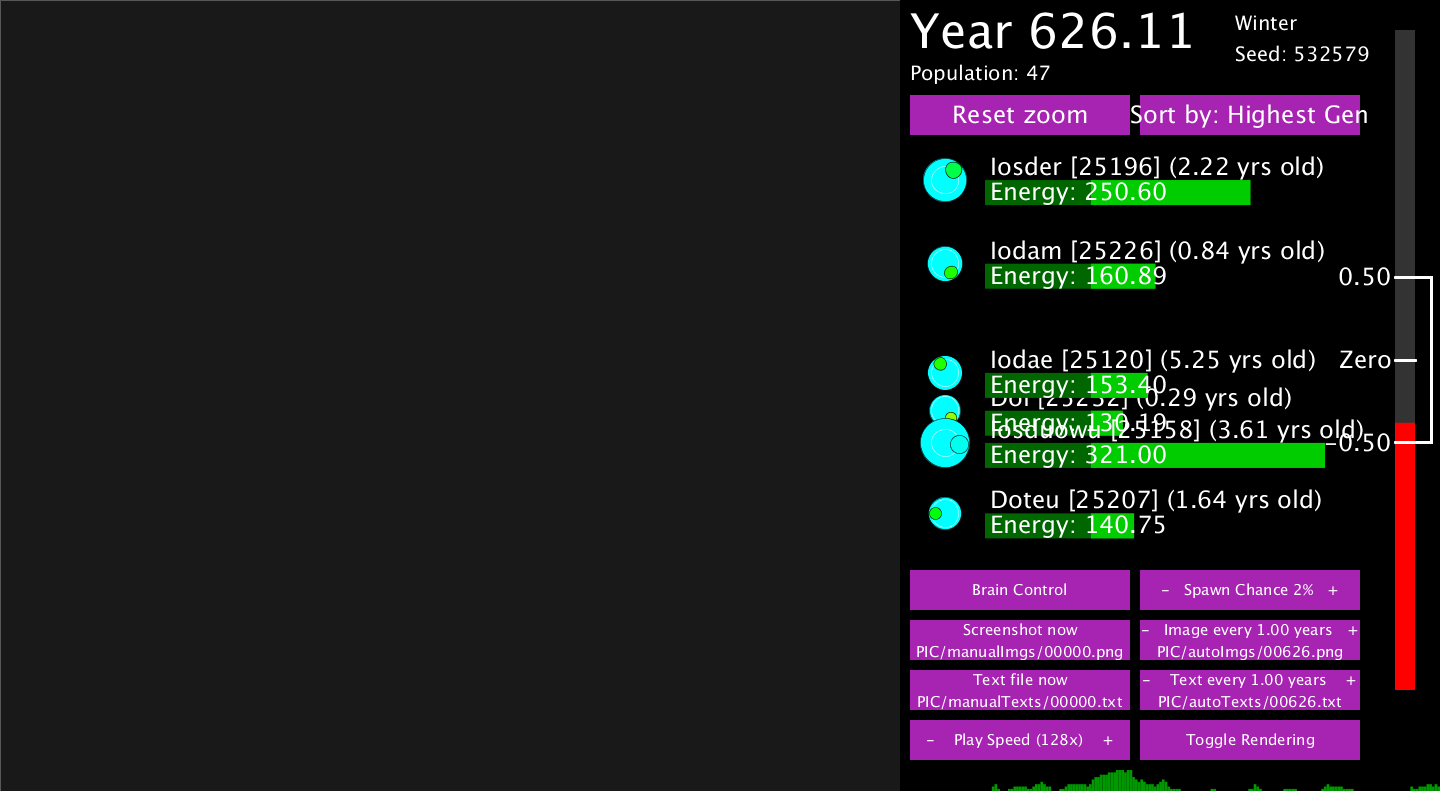 Year 626.11
Winter
Seed: 532579
Population: 47
Reset zoom
Sort by: Highest Gen
Iosder [25196] (2.22 yrs old)
Energy: 250.60
Iodam [25226] (0.84 yrs old)
Energy: 160.89
0.50
Iodae [25120] (5.25 yrs old)
Zero
Energy: 153.40
[25232] (0.29 yrs old)
Energy: 130.19
Iosduowu [25158] (3.61 yrs old)
-0.50
Energy: 321.00
Doteu [25207] (1.64 yrs old)
Energy: 140.75
Brain Control
- Spawn Chance 2% +
Screenshot now
PIC/manualImgs/00000.png
- Image every 1.00 years +
PIC/autoImgs/00626.png
Text file now
PIC/manualTexts/00000.txt
- Text every 1.00 years +
PIC/autoTexts/00626.txt
- Play Speed (128x) +
Toggle Rendering